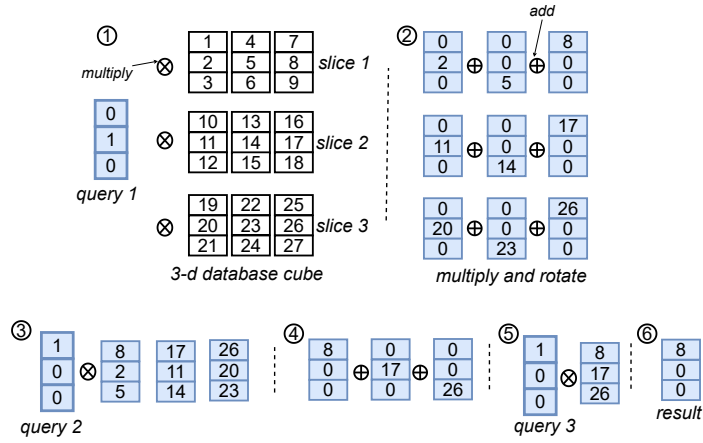 ① ② add
multiply ⊗
1 4 7
2 5 8
3 6 9
slice 1
0 0 8
2 ⊕ 0 ⊕ 0
0 5 0
0
1
0
query 1
⊗
10 13 16
11 14 17
12 15 18
slice 2
0 0 17
11 ⊕ 0 ⊕ 0
0 14 0
⊗
19 22 25
20 23 26
21 24 27
slice 3
0 0 26
20 ⊕ 0 ⊕ 0
0 23 0
3-d database cube
multiply and rotate
③
1
0
0
query 2
⊗
8 17 26
2 11 20
5 14 23
④
8 0 0
0 ⊕ 17 ⊕ 0
0 0 26
⑤
1
0
0
query 3
⊗
8
17
26
⑥
8
0
0
result